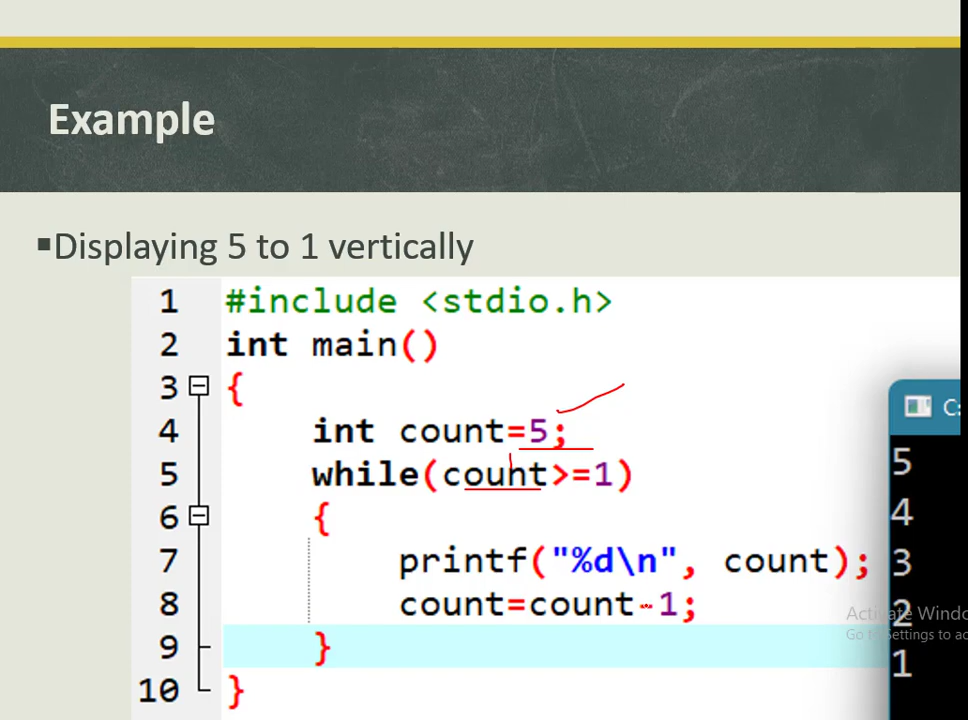 Example
▪Displaying 5 to 1 vertically
1 #include <stdio.h>
2 int main()
3 {
4 int count=5;
5 while(count>=1)
6 {
7 printf("%d\n", count);
8 count=count-1;
9 }
10 }
C:
5
4
3
2
1
Activate Windo
Go to Settings to ac